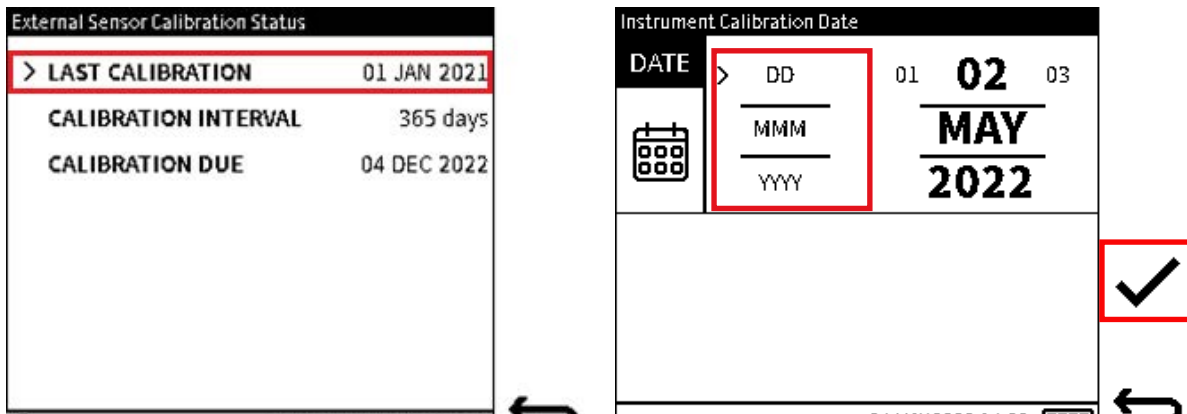 External Sensor Calibration Status
> LAST CALIBRATION 01 JAN 2021
CALIBRATION INTERVAL 365 days
CALIBRATION DUE 04 DEC 2022
Instrument Calibration Date
DATE
> DD 01 02 03
MMM MAY
YYYY 2022